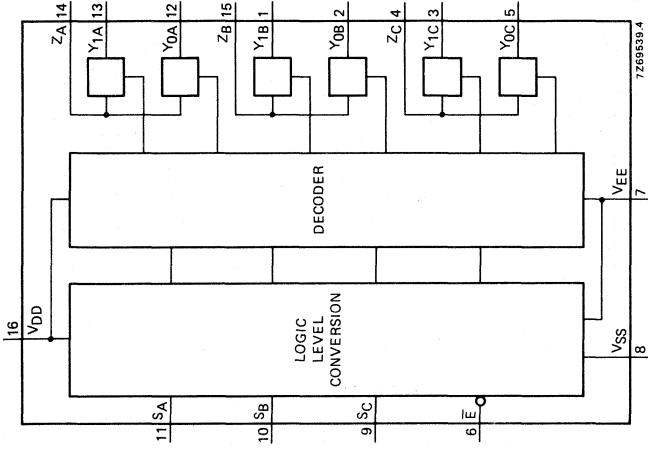 ZA 14
Y1A 13
Y0A 12
ZB 15
Y1B 1
Y0B 2
ZC 4
Y1C 3
Y0C 5
7Z69539.4
DECODER
VEE
7
16
VDD
LOGIC
LEVEL
CONVERSION
VSS
8
11 SA
10 SB
9 SC
6 E̅